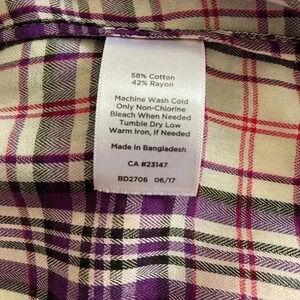 58% Cotton
42% Rayon
Machine Wash Cold
Only Non-Chlorine
Bleach When Needed
Tumble Dry Low
Warm Iron, If Needed
Made in Bangladesh
CA #23147
BD2706 06/17